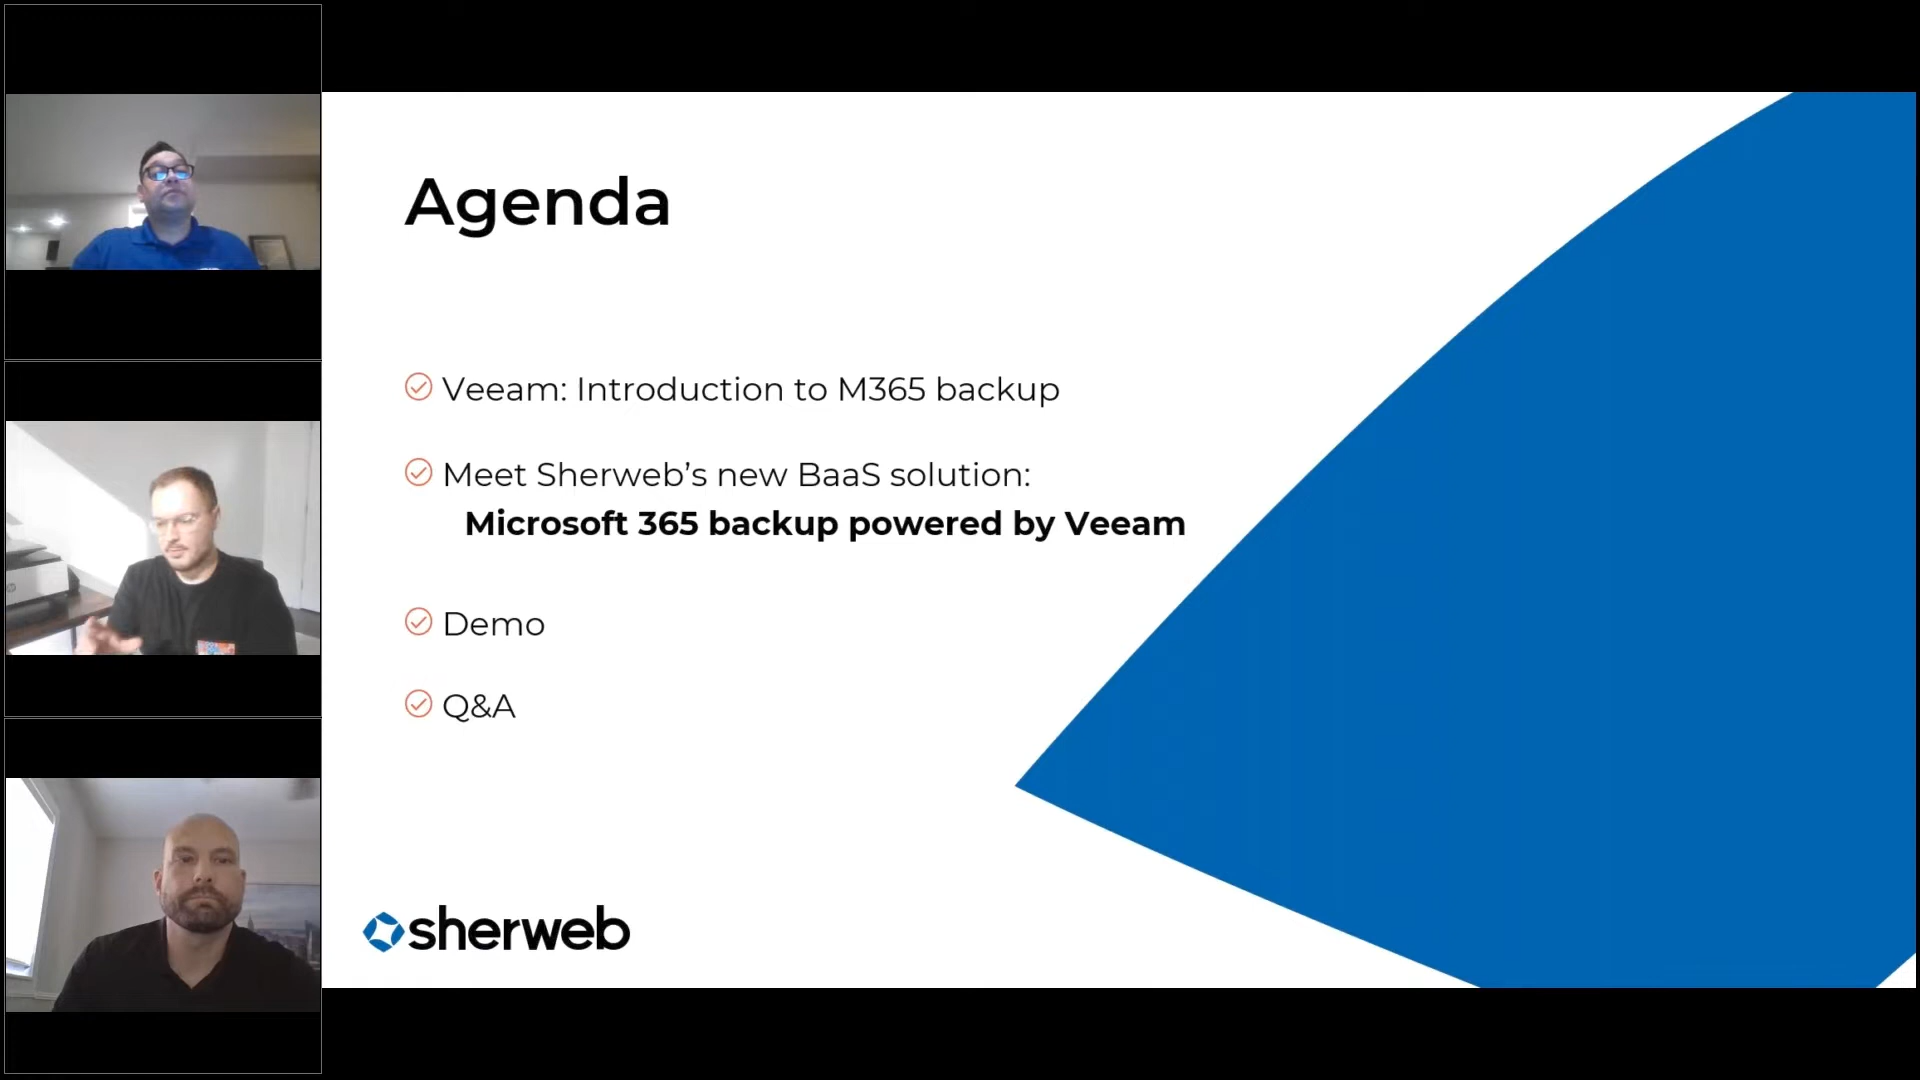 Agenda
Veeam: Introduction to M365 backup
Meet Sherweb’s new BaaS solution:
Microsoft 365 backup powered by Veeam
Demo
Q&A
sherweb